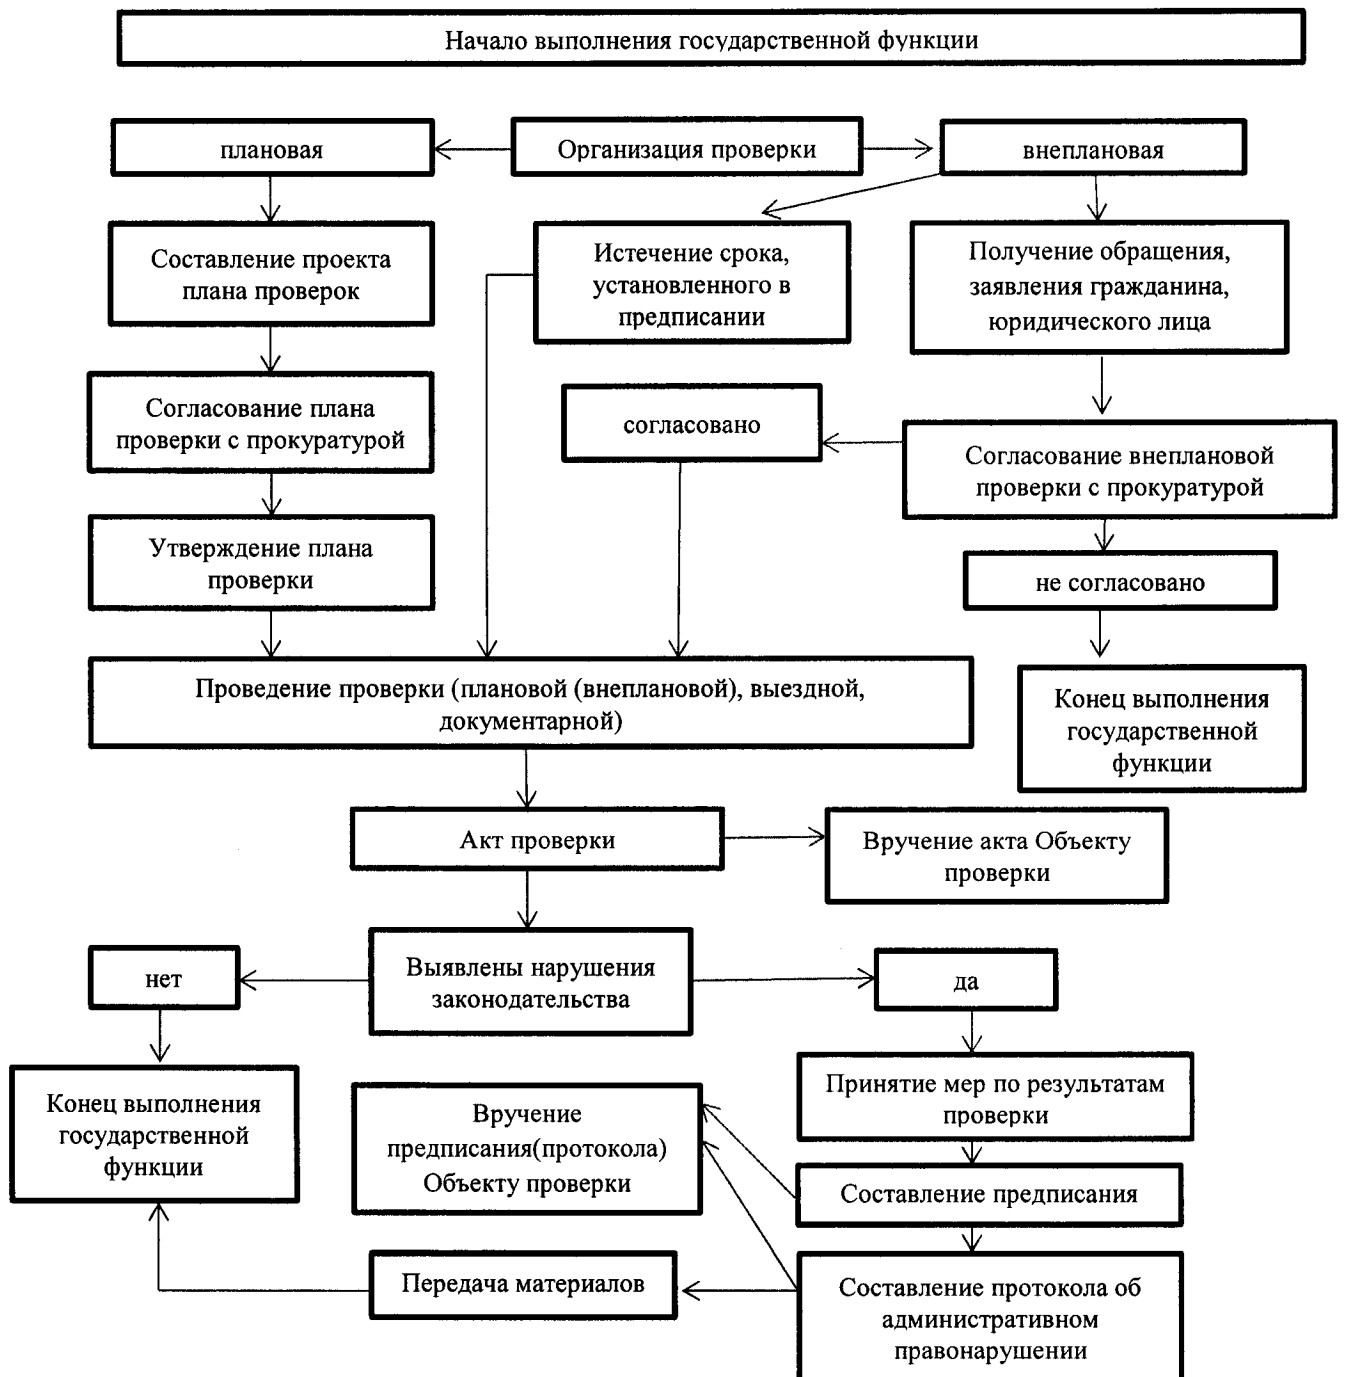 Начало выполнения государственной функции
плановая
Организация проверки
внеплановая
Составление проекта
плана проверок
Истечение срока,
установленного в
предписании
Получение обращения,
заявления гражданина,
юридического лица
Согласование плана
проверки с прокуратурой
согласовано
Согласование внеплановой
проверки с прокуратурой
Утверждение плана
проверки
не согласовано
Проведение проверки (плановой (внеплановой), выездной,
документарной)
Конец выполнения
государственной
функции
Акт проверки
Вручение акта Объекту
проверки
нет
Выявлены нарушения
законодательства
да
Конец выполнения
государственной
функции
Вручение
предписания(протокола)
Объекту проверки
Принятие мер по результатам
проверки
Составление предписания
Передача материалов
Составление протокола об
административном
правонарушении